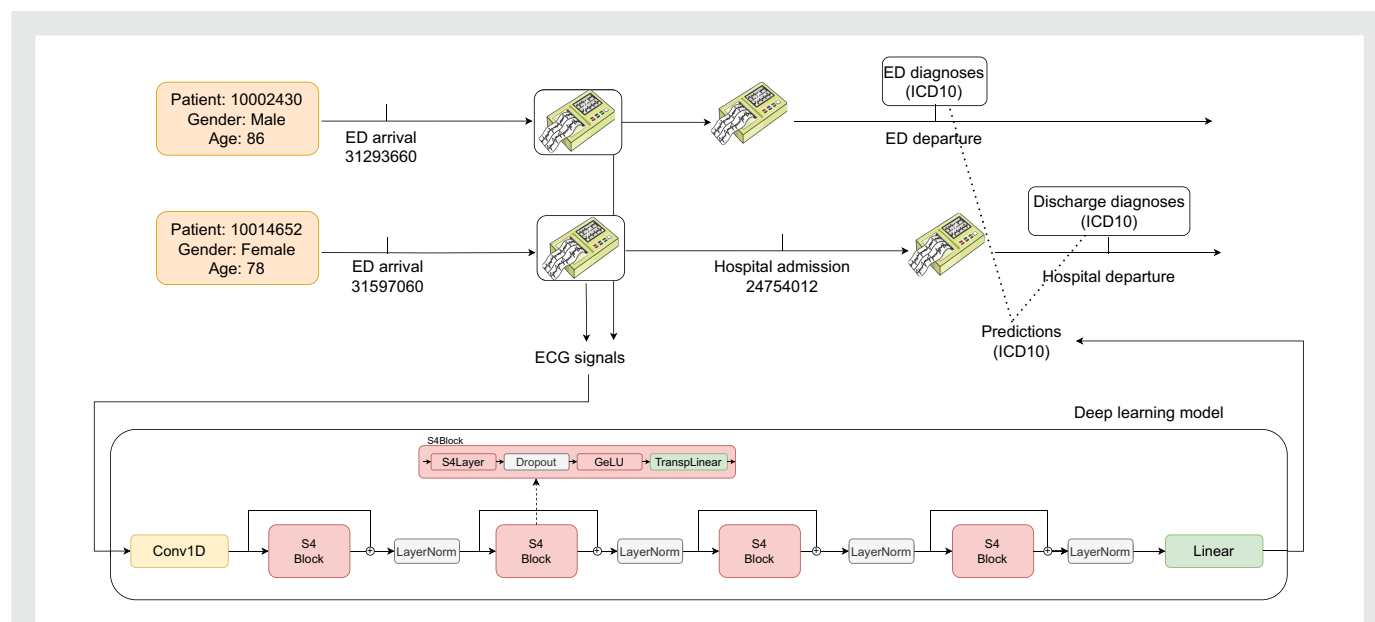 Patient: 10002430
Gender: Male
Age: 86
ED arrival
31293660
ED diagnoses
(ICD10)
ED departure
Patient: 10014652
Gender: Female
Age: 78
ED arrival
31597060
Hospital admission
24754012
Discharge diagnoses
(ICD10)
Hospital departure
Predictions
(ICD10)
ECG signals
Deep learning model
S4Block
S4Layer
Dropout
GeLU
TranspLinear
Conv1D
S4
Block
LayerNorm
S4
Block
LayerNorm
S4
Block
LayerNorm
S4
Block
LayerNorm
Linear